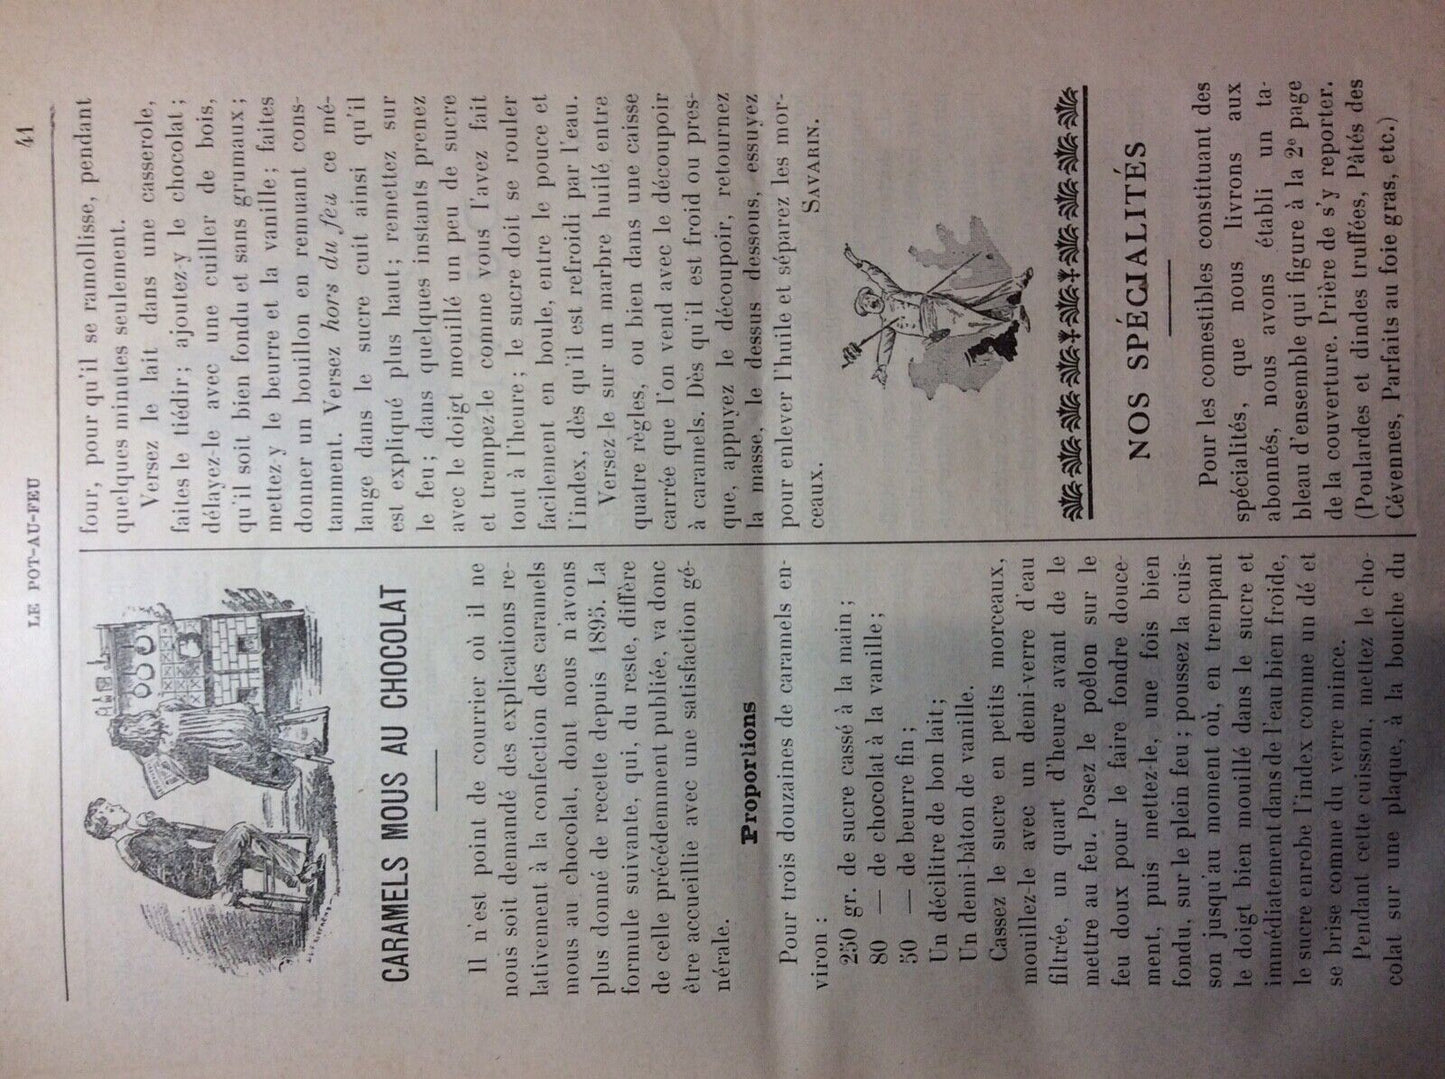 LE POT-AU-FEU 41
CARAMELS MOUS AU CHOCOLAT
Il n'est point de courrier où il ne
nous soit demandé des explications re-
lativement à la confection des caramels
mous au chocolat, dont nous n'avons
plus donné de recette depuis 1895. La
formule suivante, qui, du reste, diffère
de celle précédemment publiée, va donc
être accueillie avec une satisfaction gé-
nérale.
Proportions
Pour trois douzaines de caramels en-
viron :
250 gr. de sucre cassé à la main ;
80 — de chocolat à la vanille ;
50 — de beurre fin ;
Un décilitre de bon lait ;
Un demi-bâton de vanille.
Cassez le sucre en petits morceaux,
mouillez-le avec un demi-verre d'eau
filtrée, un quart d'heure avant de le
mettre au feu. Posez le poêlon sur le
feu doux pour le faire fondre douce-
ment, puis mettez-le, une fois bien
fondu, sur le plein feu ; poussez la cuis-
son jusqu'au moment où, en trempant
le doigt bien mouillé dans le sucre et
immédiatement dans de l'eau bien froide,
le sucre enrobe l'index comme un dé et
se brise comme du verre mince.
Pendant cette cuisson, mettez le cho-
colat sur une plaque, à la bouche du
four, pour qu'il se ramollisse, pendant
quelques minutes seulement.
Versez le lait dans une casserole,
faites le tiédir ; ajoutez-y le chocolat ;
délayez-le avec une cuiller de bois,
qu'il soit bien fondu et sans grumaux ;
mettez-y le beurre et la vanille ; faites
donner un bouillon en remuant cons-
tamment. Versez hors du feu ce mé-
lange dans le sucre cuit ainsi qu'il
est expliqué plus haut ; remettez sur
le feu ; dans quelques instants prenez
avec le doigt mouillé un peu de sucre
et trempez-le comme vous l'avez fait
tout à l'heure ; le sucre doit se rouler
facilement en boule, entre le pouce et
l'index, dès qu'il est refroidi par l'eau.
Versez-le sur un marbre huilé entre
quatre règles, ou bien dans une caisse
carrée que l'on vend avec le découpoir
à caramels. Dès qu'il est froid ou pres-
que, appuyez le découpoir, retournez
la masse, le dessus dessous, essuyez
pour enlever l'huile et séparez les mor-
ceaux.
SAVARIN.
NOS SPÉCIALITÉS
Pour les comestibles constituant des
spécialités, que nous livrons aux
abonnés, nous avons établi un ta-
bleau d'ensemble qui figure à la 2e page
de la couverture. Prière de s'y reporter.
(Poulardes et dindes truffées, Pâtés des
Cévennes, Parfaits au foie gras, etc.)